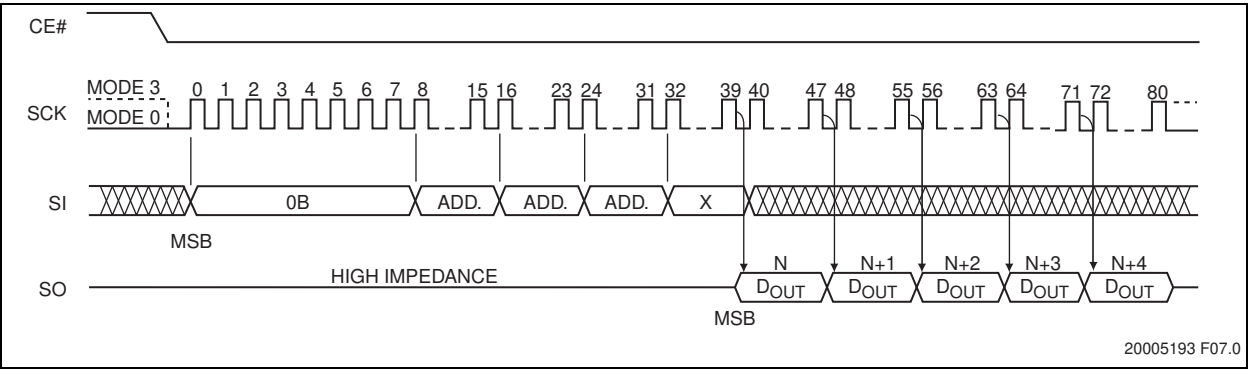 CE#
MODE 3
0 1 2 3 4 5 6 7 8 15 16 23 24 31 32 39 40 47 48 55 56 63 64 71 72 80
SCK
MODE 0
SI
0B ADD. ADD. ADD. X
MSB
HIGH IMPEDANCE
N N+1 N+2 N+3 N+4
SO
DOUT DOUT DOUT DOUT DOUT
MSB
20005193 F07.0